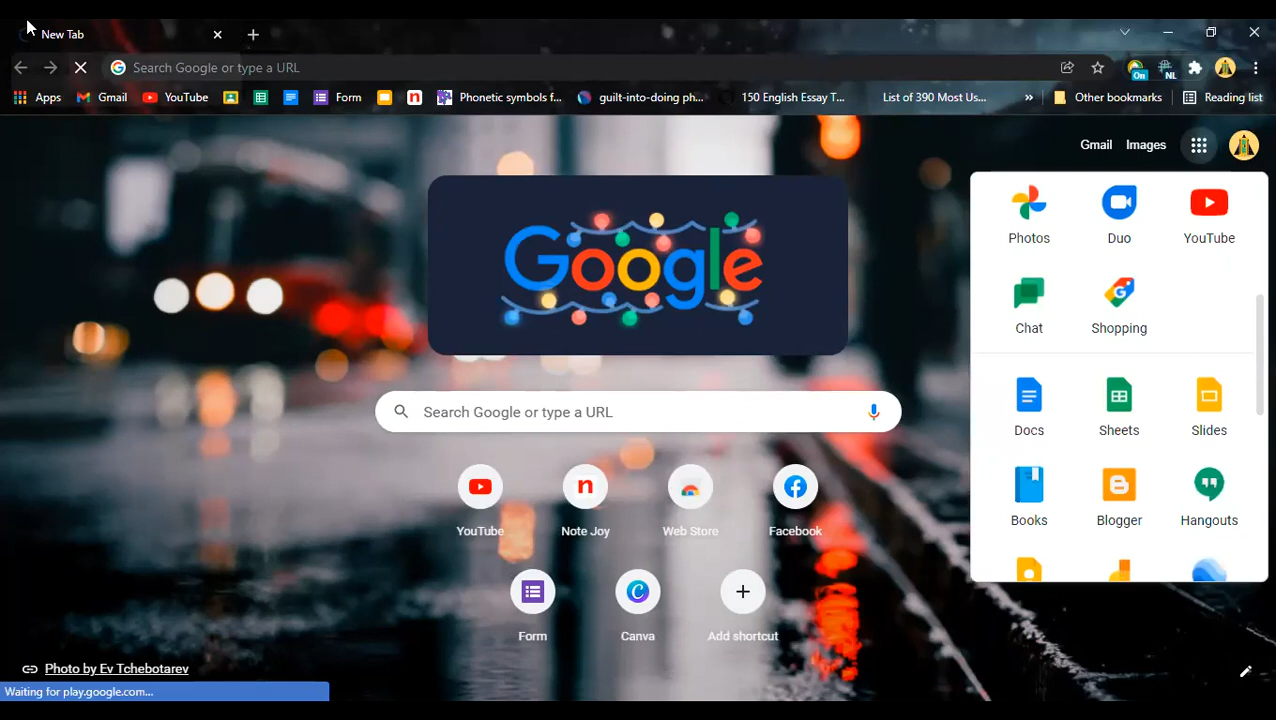 New Tab
Search Google or type a URL
On
NL
Apps
Gmail
YouTube
Form
Phonetic symbols f...
guilt-into-doing ph...
150 English Essay T...
List of 390 Most Us...
»
Other bookmarks
Reading list
Gmail
Images
Google
Photos
Duo
YouTube
Chat
Shopping
Docs
Sheets
Slides
Books
Blogger
Hangouts
Search Google or type a URL
YouTube
Note Joy
Web Store
Facebook
Form
Canva
Add shortcut
Photo by Ev Tchebotarev
Waiting for play.google.com...